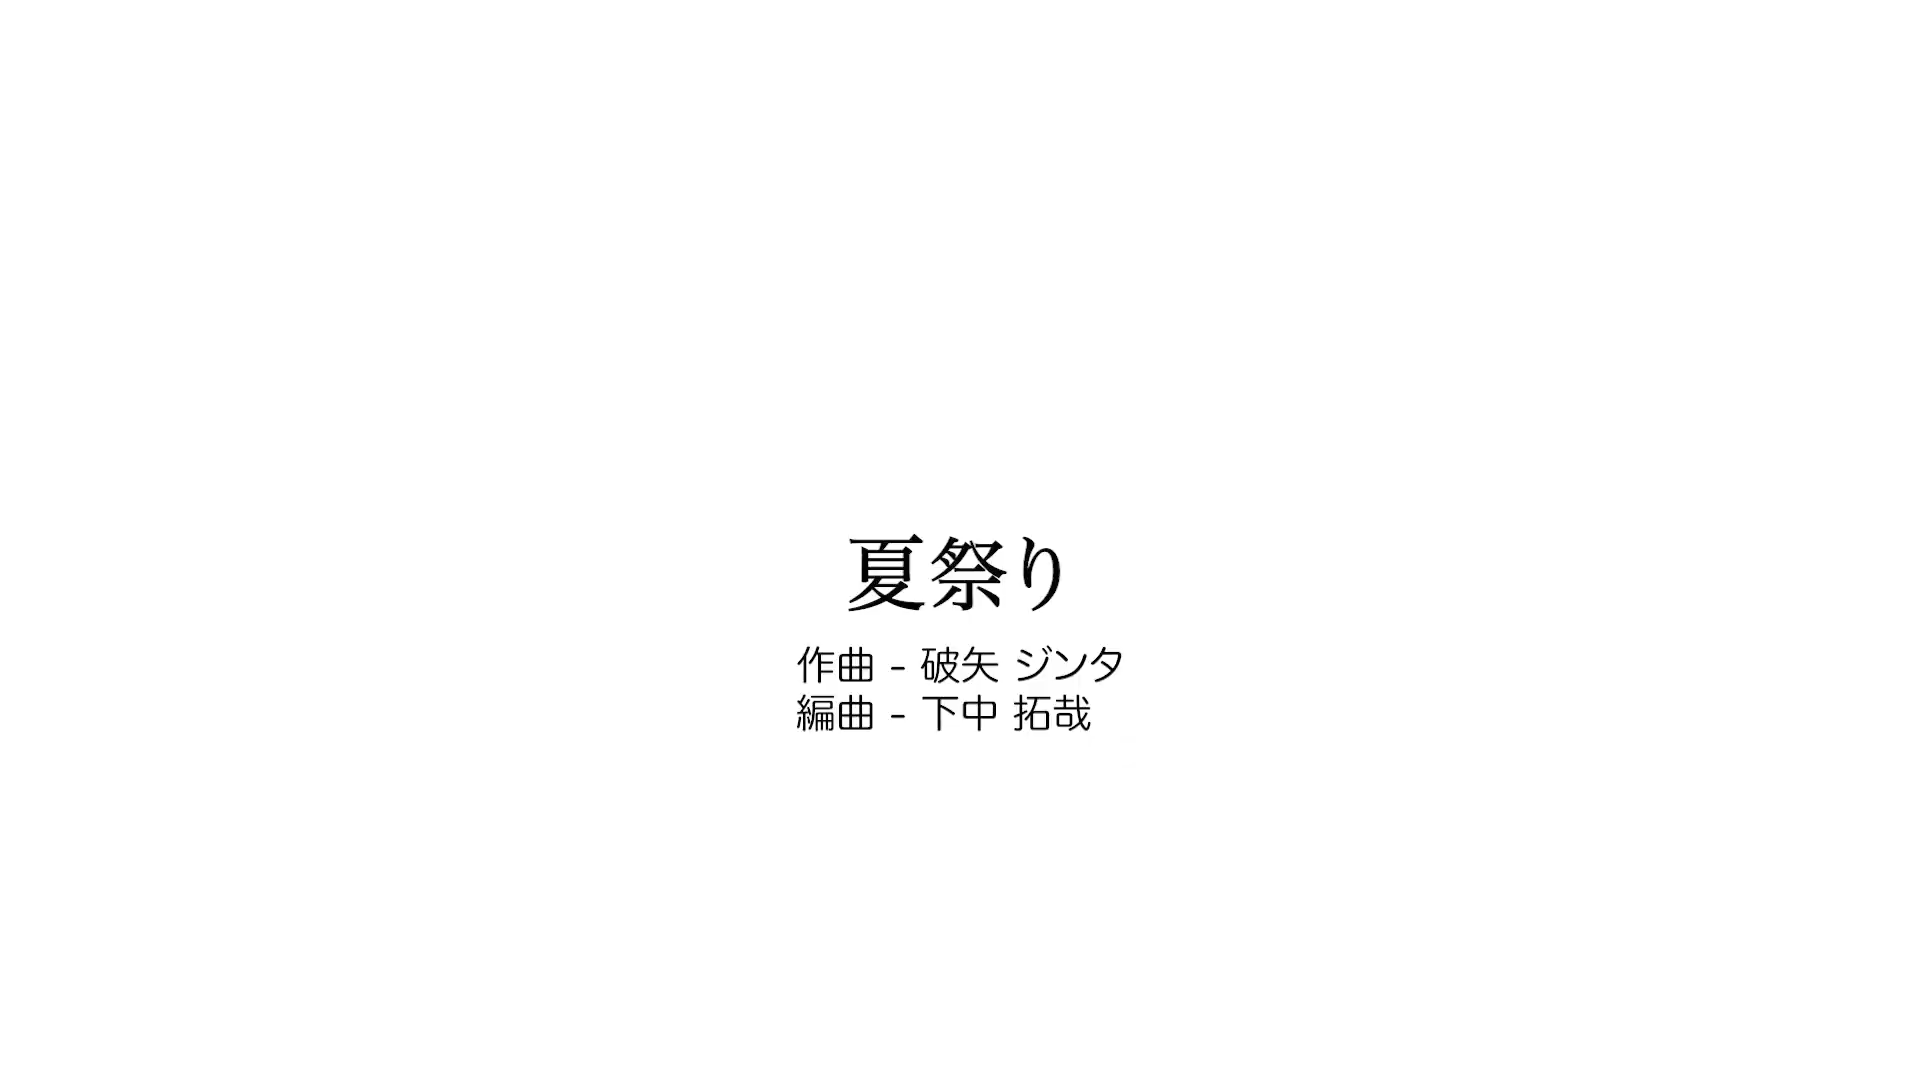 夏祭り
作曲 - 破矢 ジンタ
編曲 - 下中 拓哉